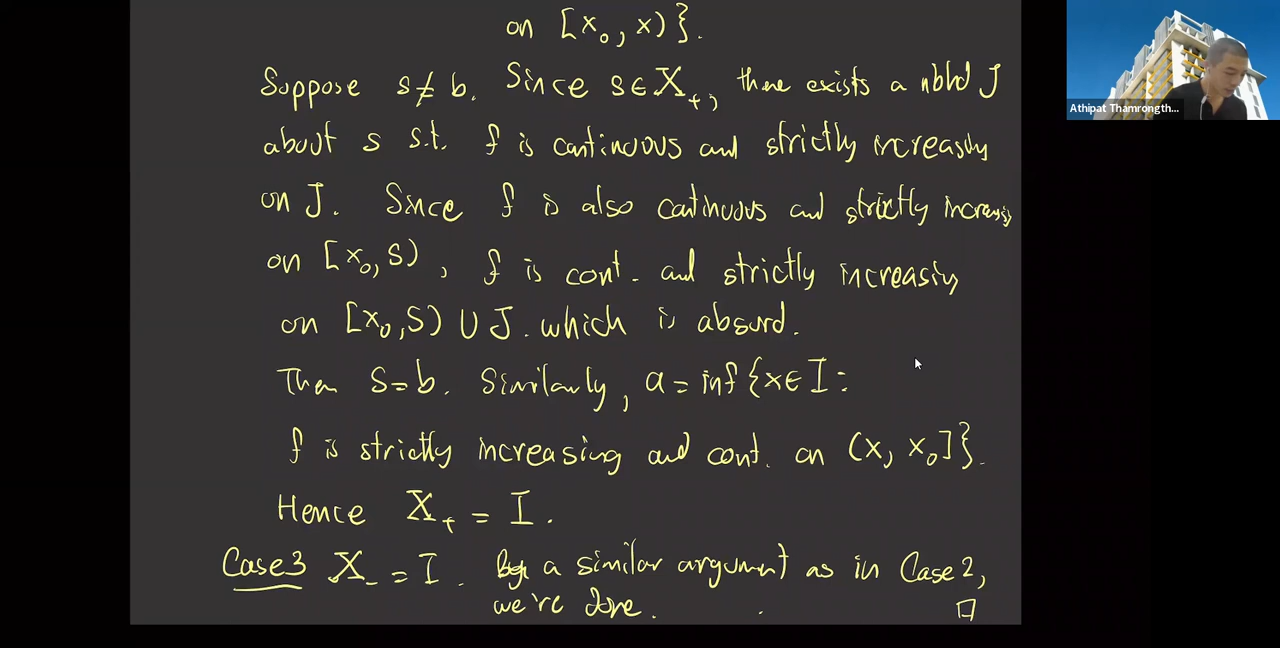 on [x₀, x)}.
Suppose s ≠ b. Since s ∈ X₊, there exists a nbhd J
about s s.t. f is continuous and strictly increasing
on J. Since f is also continuous and strictly increasing
on [x₀, s), f is cont. and strictly increasing
on [x₀, s) ∪ J. which is absurd.
Then s = b. Similarly, a = inf {x ∈ I :
f is strictly increasing and cont. on (x, x₀]}.
Hence X₊ = I.
Case 3 X₋ = I. By a similar argument as in Case 2,
we're done. □
Athipat Thamrongth...